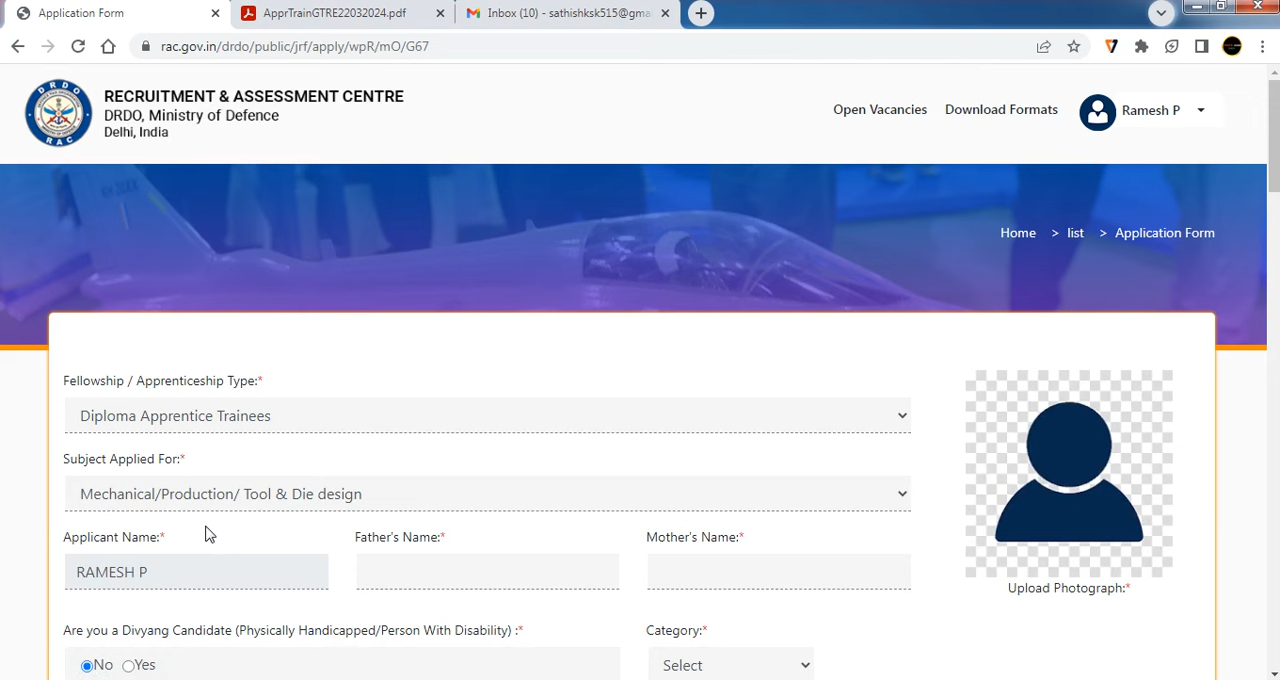 Application Form
ApprTrainGTRE22032024.pdf
Inbox (10) - sathishksk515@gma
rac.gov.in/drdo/public/jrf/apply/wpR/mO/G67
RECRUITMENT & ASSESSMENT CENTRE
DRDO, Ministry of Defence
Delhi, India
Open Vacancies Download Formats Ramesh P
Home > list > Application Form
Fellowship / Apprenticeship Type:*
Diploma Apprentice Trainees
Subject Applied For:*
Mechanical/Production/ Tool & Die design
Applicant Name:* Father's Name:* Mother's Name:*
RAMESH P
Upload Photograph:*
Are you a Divyang Candidate (Physically Handicapped/Person With Disability) :* Category:*
No Yes Select